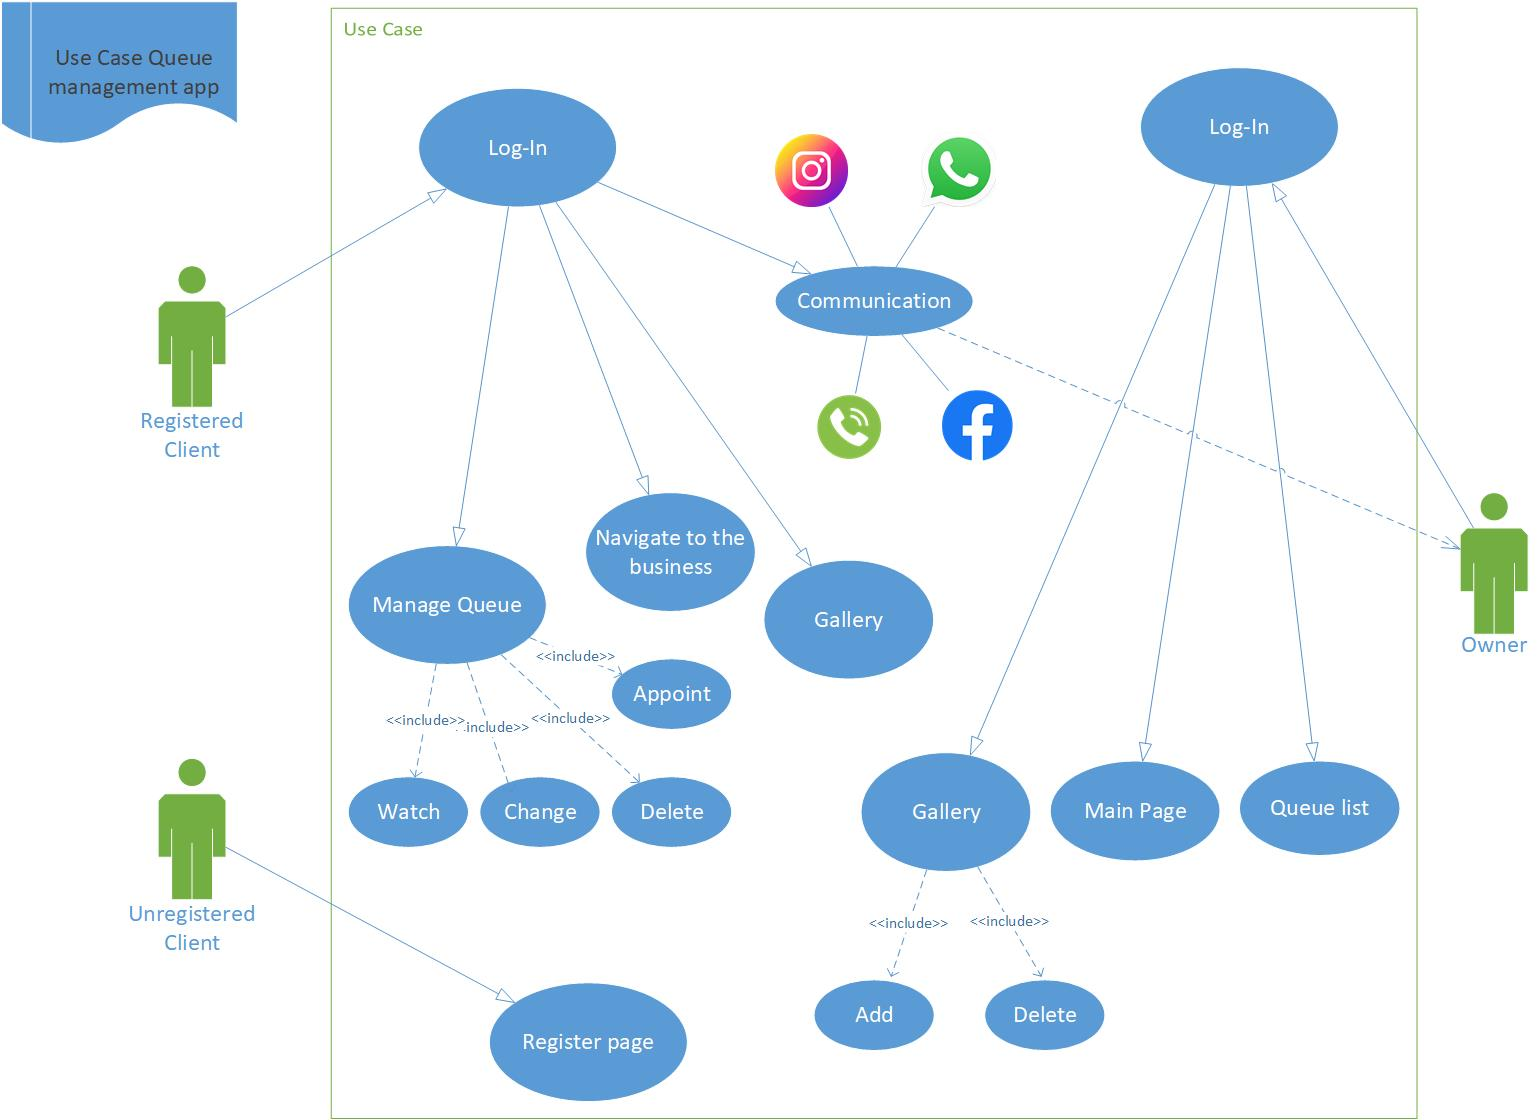 Use Case Queue
management app
Use Case
Log-In
Log-In
Communication
Registered
Client
Navigate to the
business
Manage Queue
Gallery
Owner
<<include>>
Appoint
<<include>>
include>>
<<include>>
Watch
Change
Delete
Gallery
Main Page
Queue list
Unregistered
Client
<<include>>
<<include>>
Add
Delete
Register page